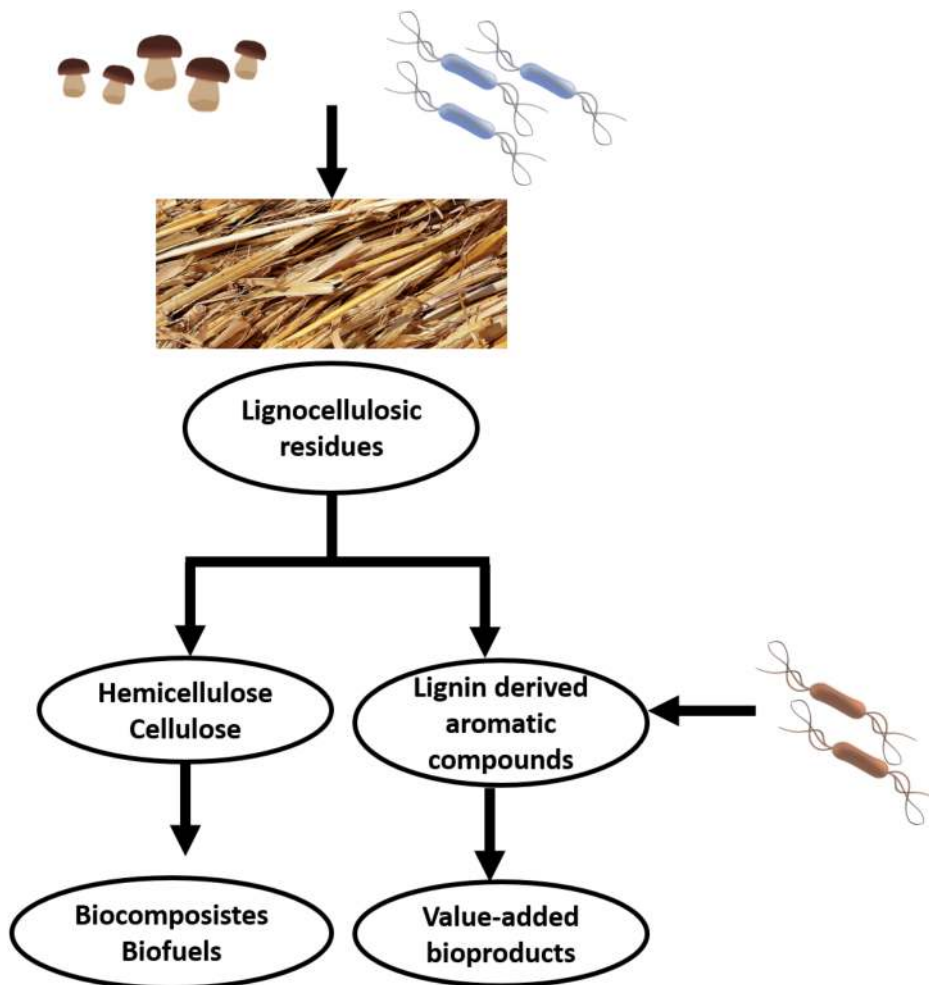 Lignocellulosic
residues
Hemicellulose
Cellulose
Lignin derived
aromatic
compounds
Biocomposistes
Biofuels
Value-added
bioproducts